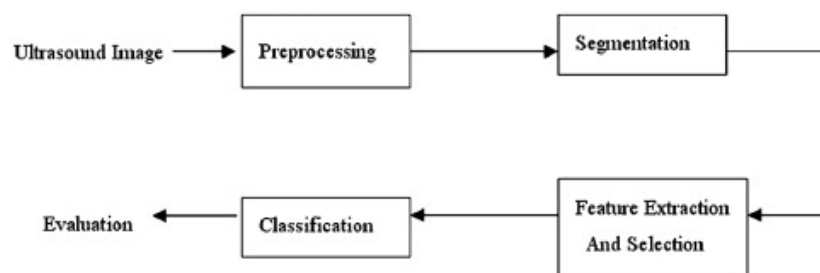 Ultrasound Image
Preprocessing
Segmentation
Feature Extraction
And Selection
Classification
Evaluation